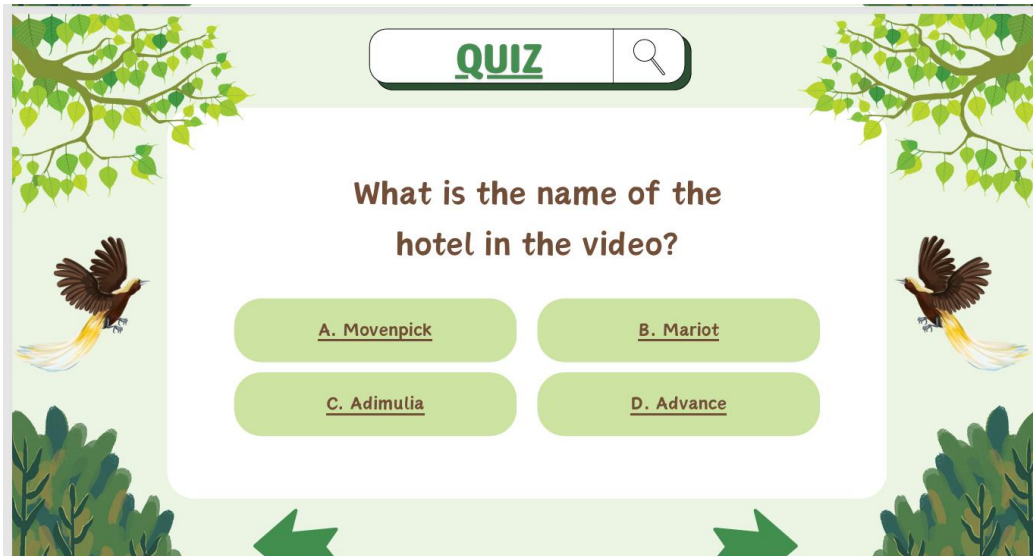 QUIZ
What is the name of the
hotel in the video?
A. Movenpick
B. Mariot
C. Adimulia
D. Advance